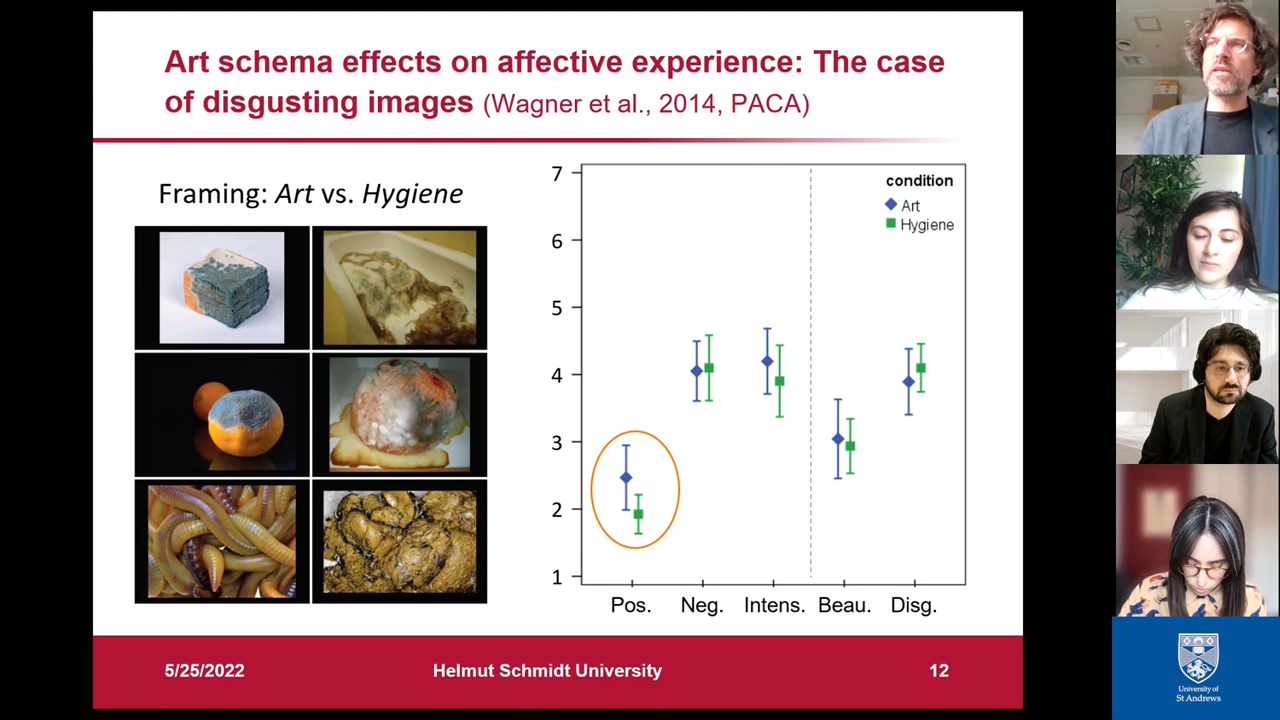 Art schema effects on affective experience: The case
of disgusting images (Wagner et al., 2014, PACA)
Framing: Art vs. Hygiene
7
6
5
4
3
2
1
condition
Art
Hygiene
Pos. Neg. Intens. Beau. Disg.
5/25/2022 Helmut Schmidt University 12
University of
St Andrews